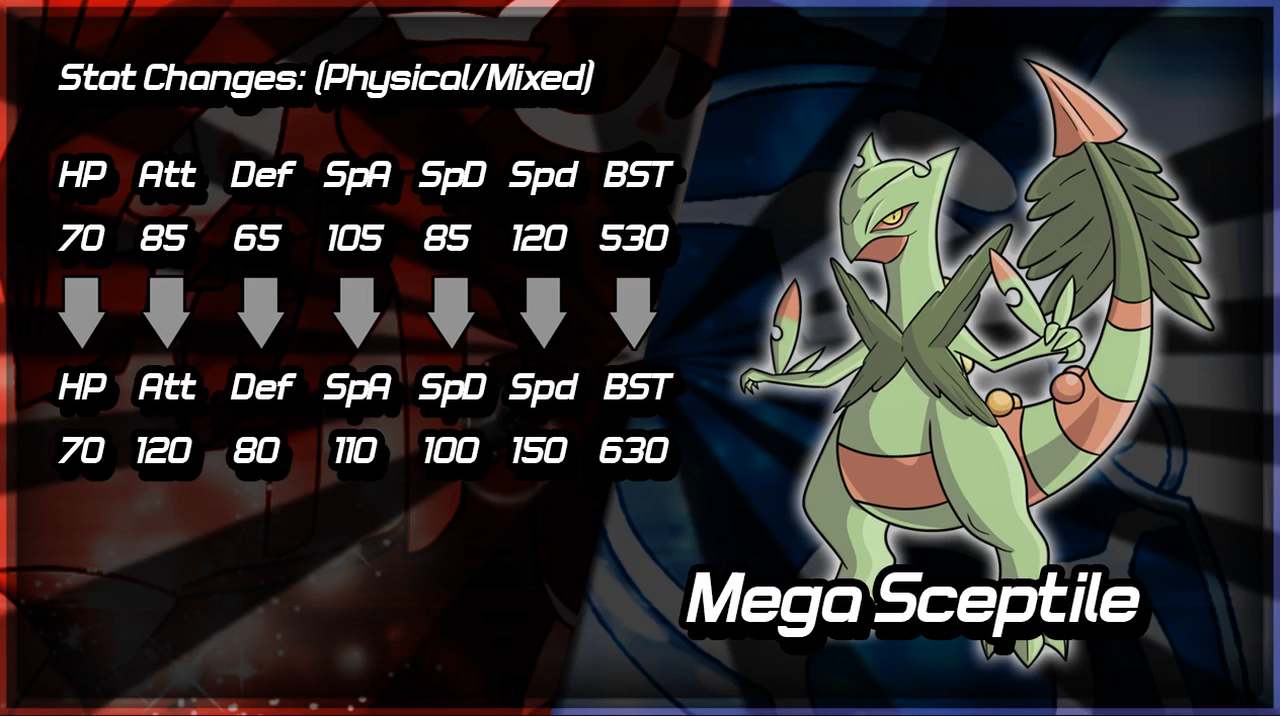 Stat Changes: (Physical/Mixed)
HP Att Def SpA SpD Spd BST
70 85 65 105 85 120 530
HP Att Def SpA SpD Spd BST
70 120 80 110 100 150 630
Mega Sceptile